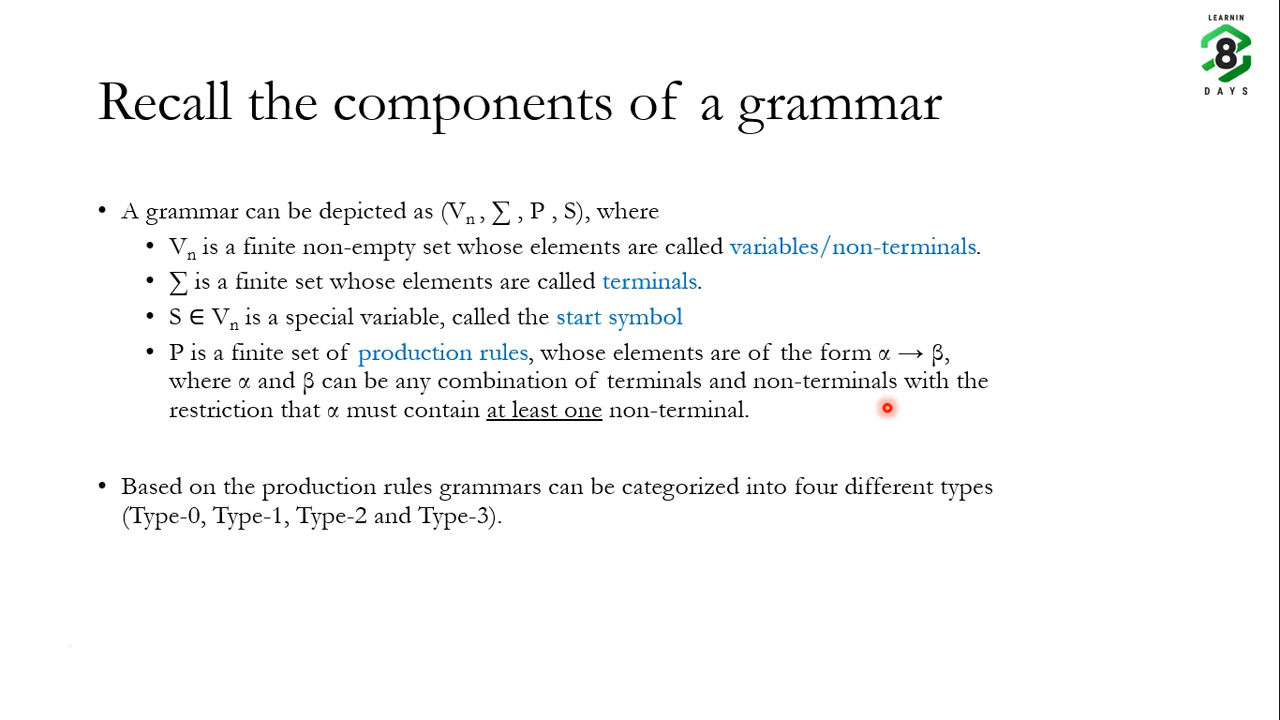 LEARNIN
8
DAYS
Recall the components of a grammar
• A grammar can be depicted as (Vₙ , ∑ , P , S), where
• Vₙ is a finite non-empty set whose elements are called variables/non-terminals.
• ∑ is a finite set whose elements are called terminals.
• S ∈ Vₙ is a special variable, called the start symbol
• P is a finite set of production rules, whose elements are of the form α → β,
where α and β can be any combination of terminals and non-terminals with the
restriction that α must contain at least one non-terminal.
• Based on the production rules grammars can be categorized into four different types
(Type-0, Type-1, Type-2 and Type-3).